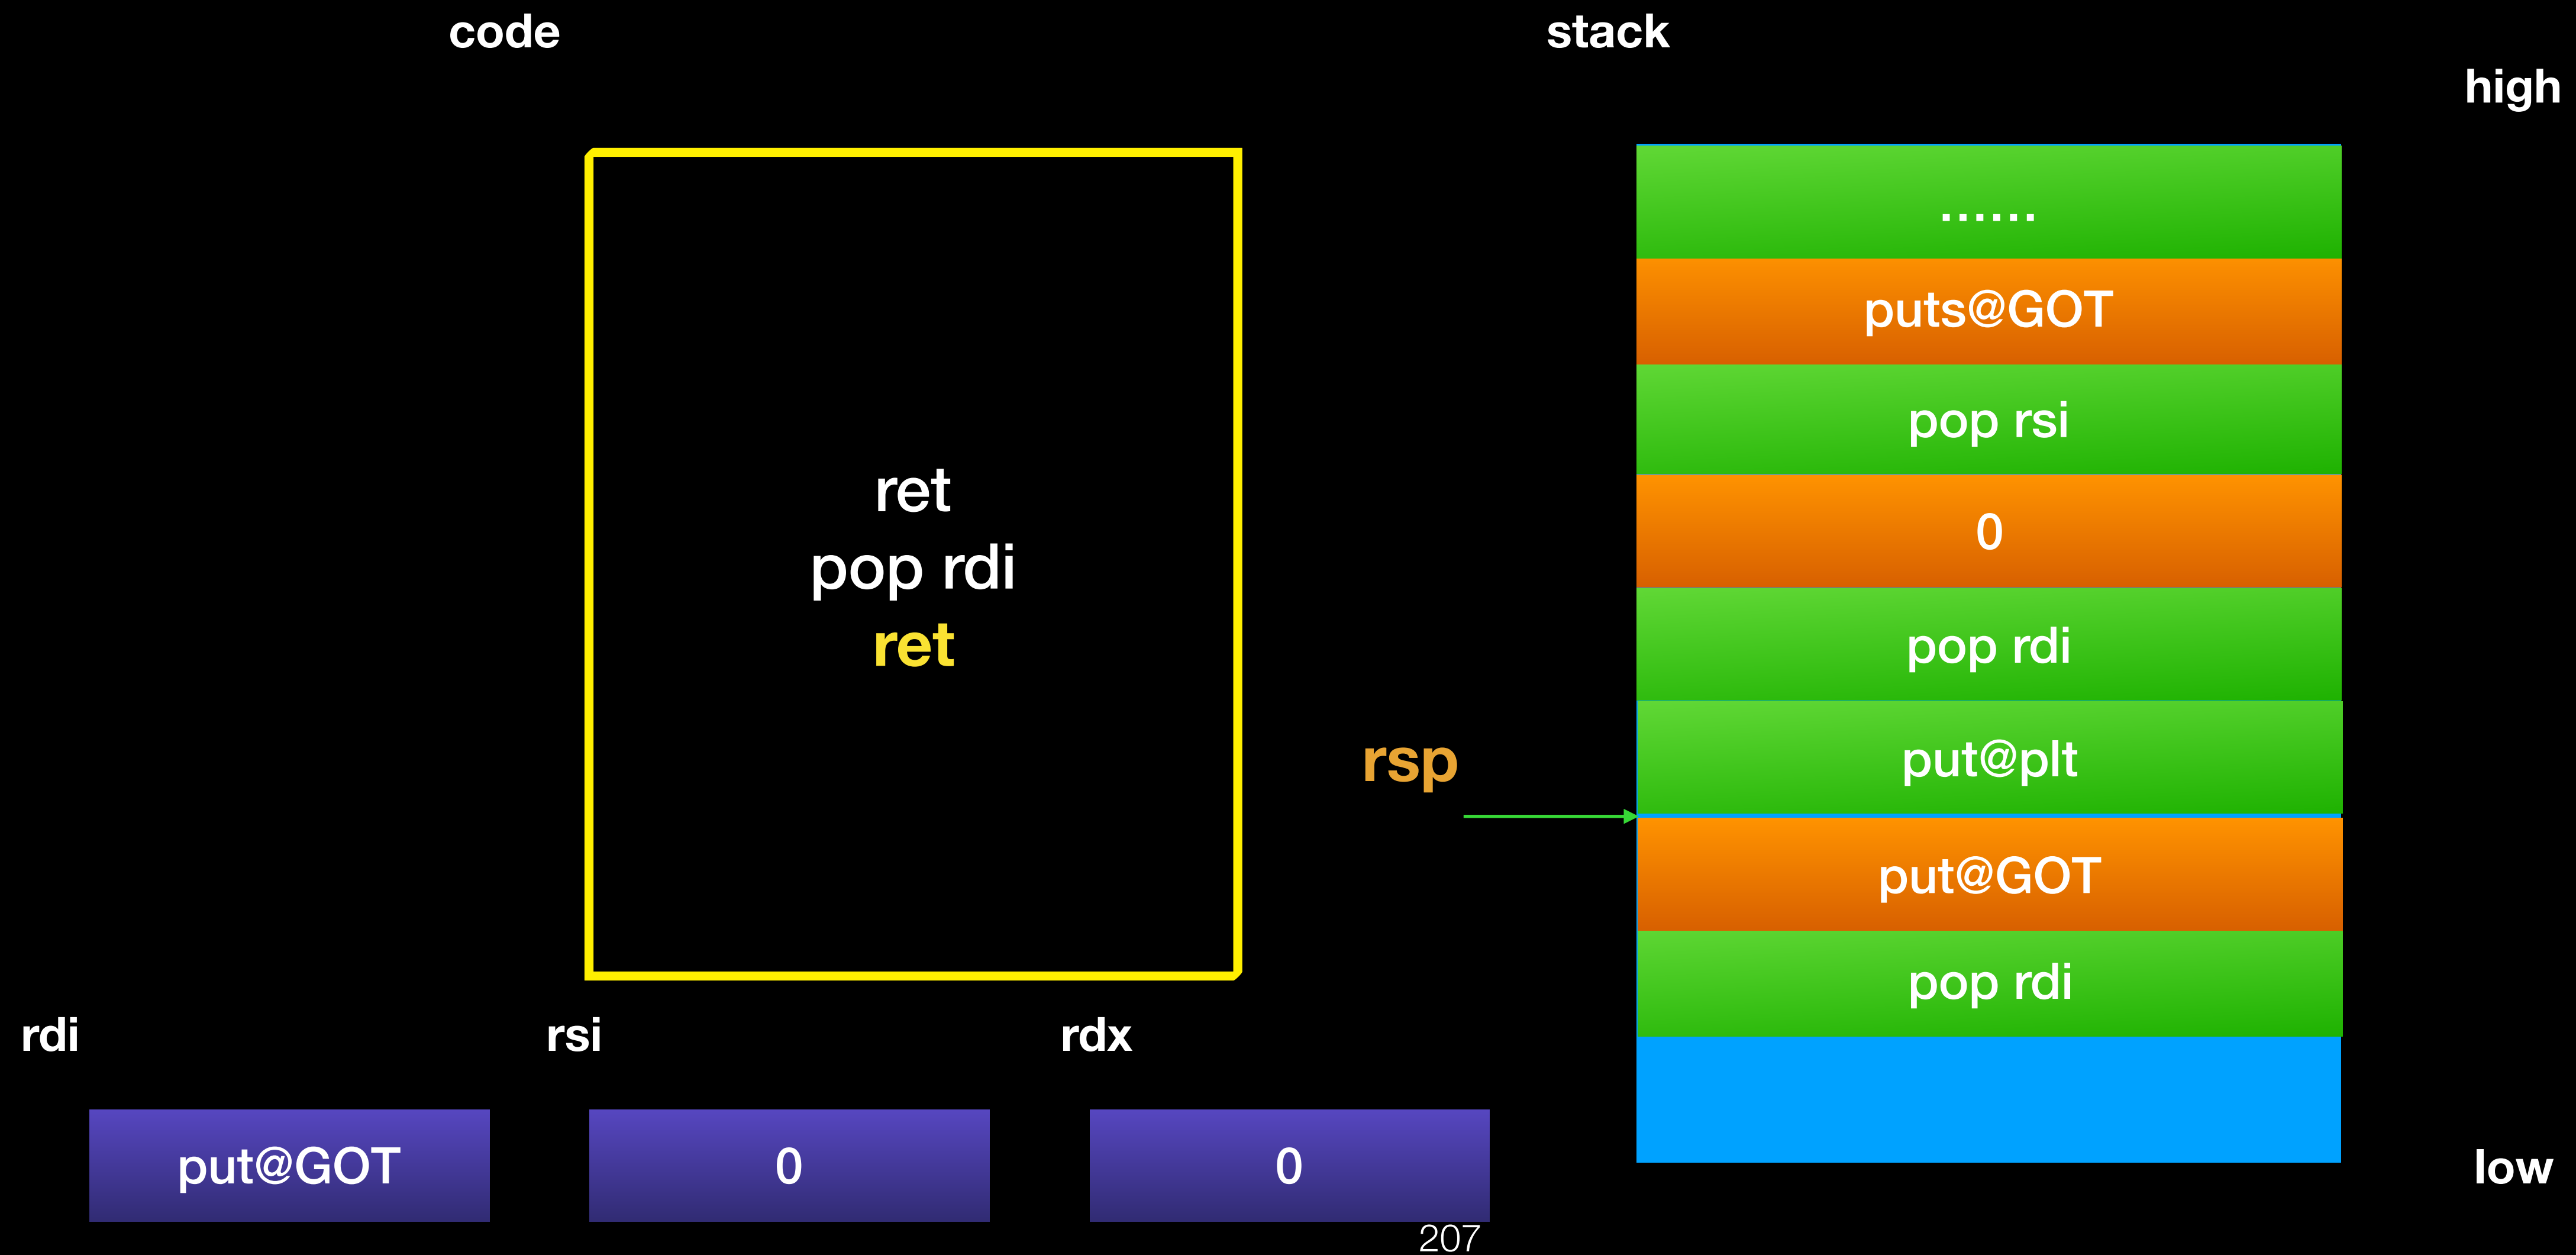 code
stack
high
ret
pop rdi
ret
rsp
......
puts@GOT
pop rsi
0
pop rdi
put@plt
put@GOT
pop rdi
rdi
rsi
rdx
put@GOT
0
0
low
207